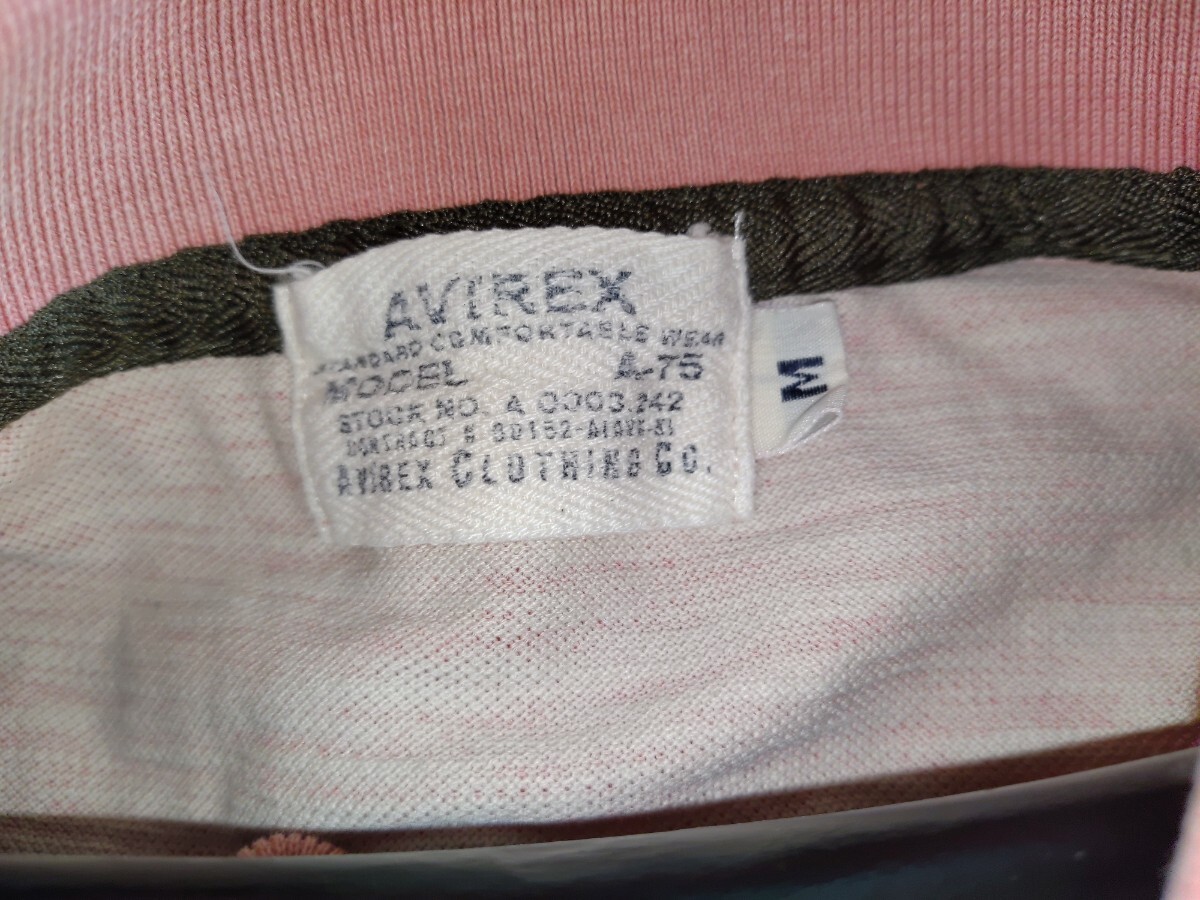 AVIREX
STANDARD COMFORTABLE WEAR
MODEL A-75
STOCK NO. A 0003.242
AVIREX CLOTHING CO.
M